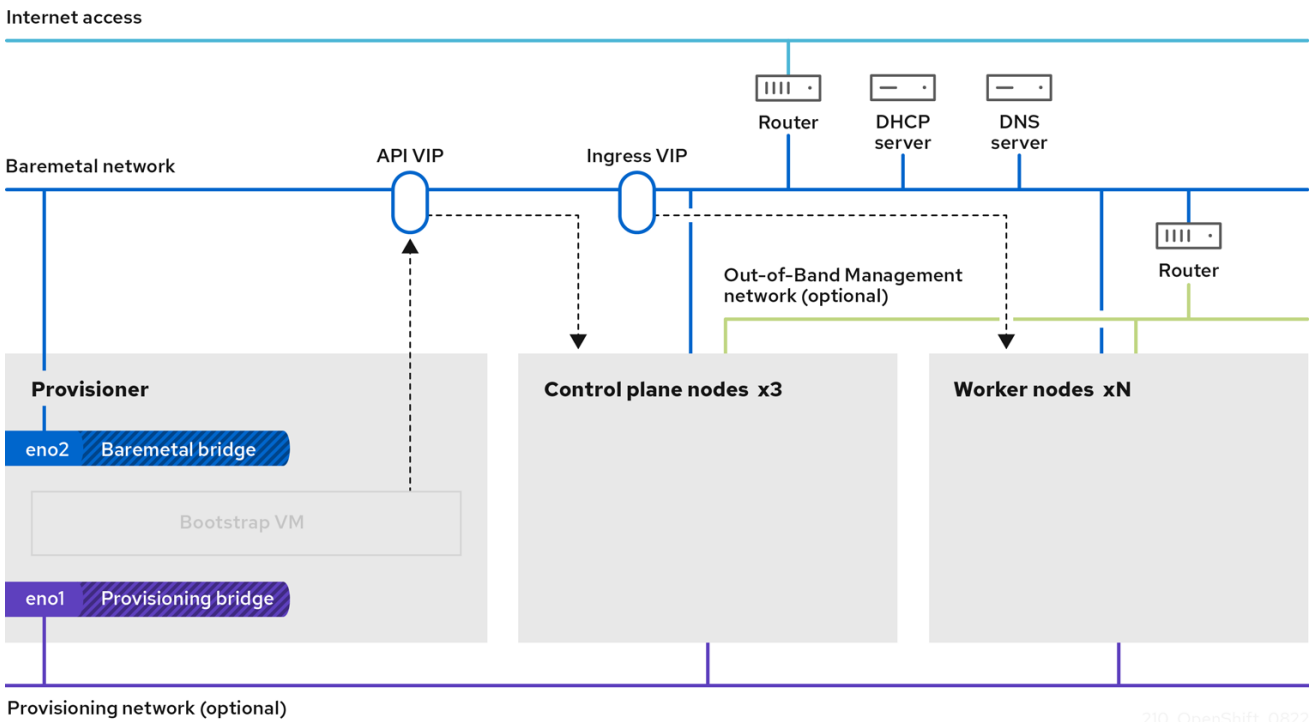 Internet access
Router
DHCP
server
DNS
server
Baremetal network
API VIP
Ingress VIP
Router
Out-of-Band Management
network (optional)
Provisioner
Control plane nodes x3
Worker nodes xN
eno2
Baremetal bridge
Bootstrap VM
eno1
Provisioning bridge
Provisioning network (optional)
210_OpenShift_0822